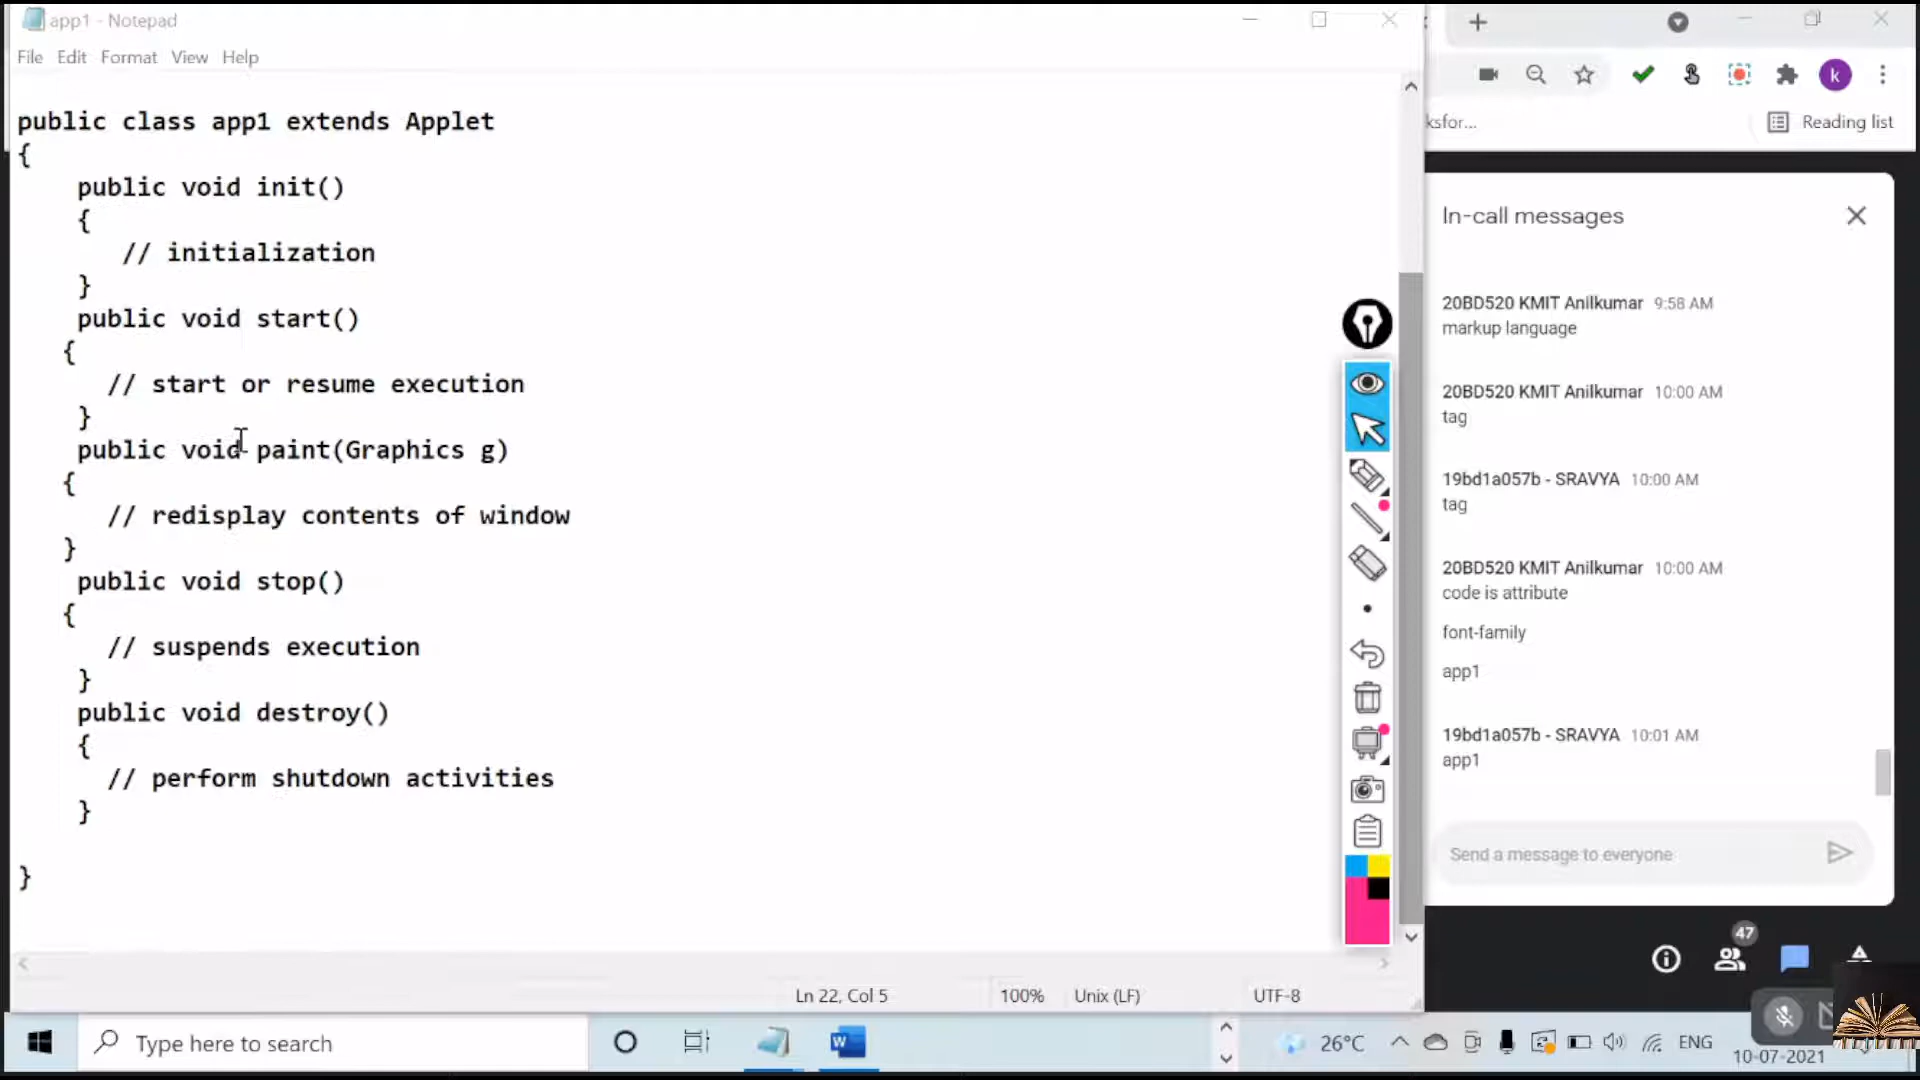 app1 - Notepad
File Edit Format View Help
public class app1 extends Applet
{
public void init()
{
// initialization
}
public void start()
{
// start or resume execution
}
public void paint(Graphics g)
{
// redisplay contents of window
}
public void stop()
{
// suspends execution
}
public void destroy()
{
// perform shutdown activities
}
}
Ln 22, Col 5
100%
Unix (LF)
UTF-8
k
ksfor...
Reading list
In-call messages
20BD520 KMIT Anilkumar 9:58 AM
markup language
20BD520 KMIT Anilkumar 10:00 AM
tag
19bd1a057b - SRAVYA 10:00 AM
tag
20BD520 KMIT Anilkumar 10:00 AM
code is attribute
font-family
app1
19bd1a057b - SRAVYA 10:01 AM
app1
Send a message to everyone
47
Type here to search
W
26°C
ENG
10-07-2021